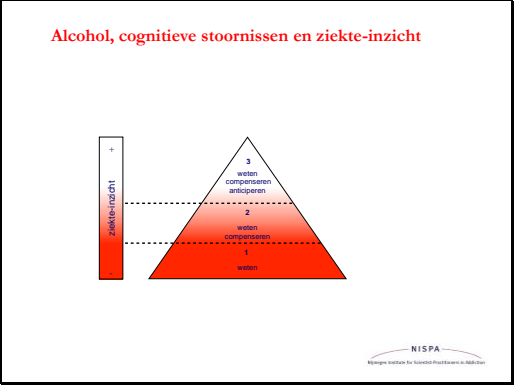 Alcohol, cognitieve stoornissen en ziekte-inzicht
+
ziekte-inzicht
-
3
weten
compenseren
anticiperen
2
weten
compenseren
1
weten
NISPA
Nijmegen Institute for Scientist-Practitioners in Addiction